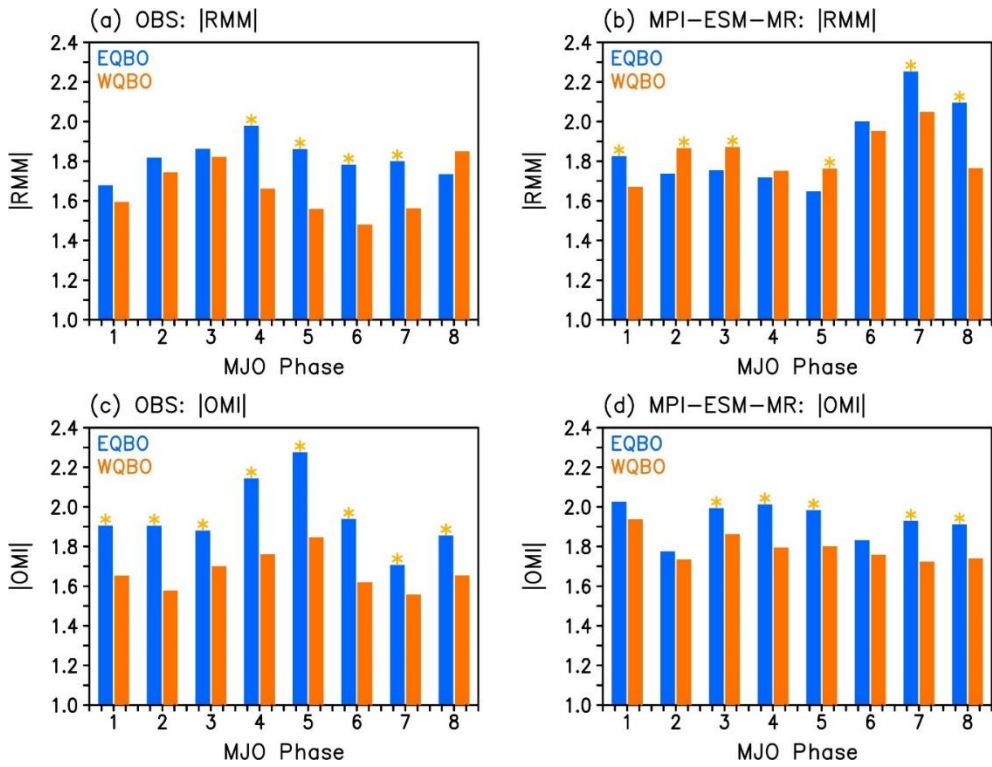 (a) OBS: |RMM|
EQBO
WQBO
2.4
2.2
2.0
1.8
1.6
1.4
1.2
1.0
|RMM|
1 2 3 4 5 6 7 8
MJO Phase
(b) MPI-ESM-MR: |RMM|
EQBO
WQBO
2.4
2.2
2.0
1.8
1.6
1.4
1.2
1.0
|RMM|
1 2 3 4 5 6 7 8
MJO Phase
(c) OBS: |OMI|
EQBO
WQBO
2.4
2.2
2.0
1.8
1.6
1.4
1.2
1.0
|OMI|
1 2 3 4 5 6 7 8
MJO Phase
(d) MPI-ESM-MR: |OMI|
EQBO
WQBO
2.4
2.2
2.0
1.8
1.6
1.4
1.2
1.0
|OMI|
1 2 3 4 5 6 7 8
MJO Phase